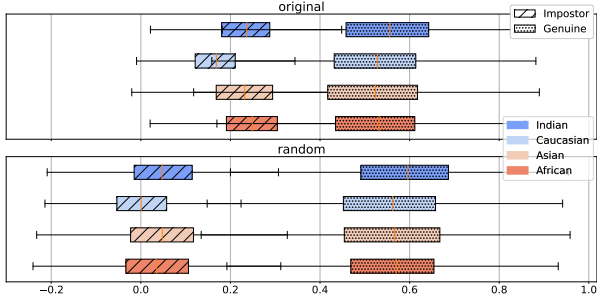 original
Impostor
Genuine
Indian
Caucasian
Asian
African
random
−0.2 0.0 0.2 0.4 0.6 0.8 1.0